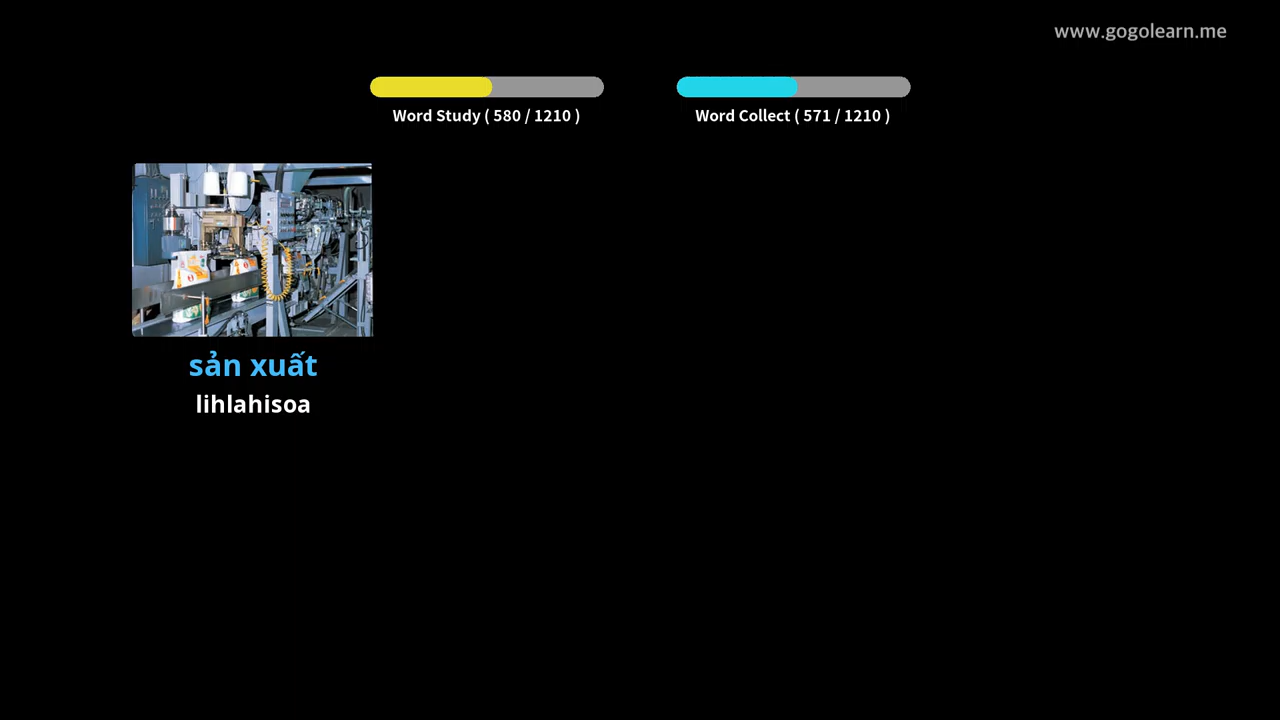 www.gogolearn.me
Word Study ( 580 / 1210 )
Word Collect ( 571 / 1210 )
sản xuất
lihlahisoa